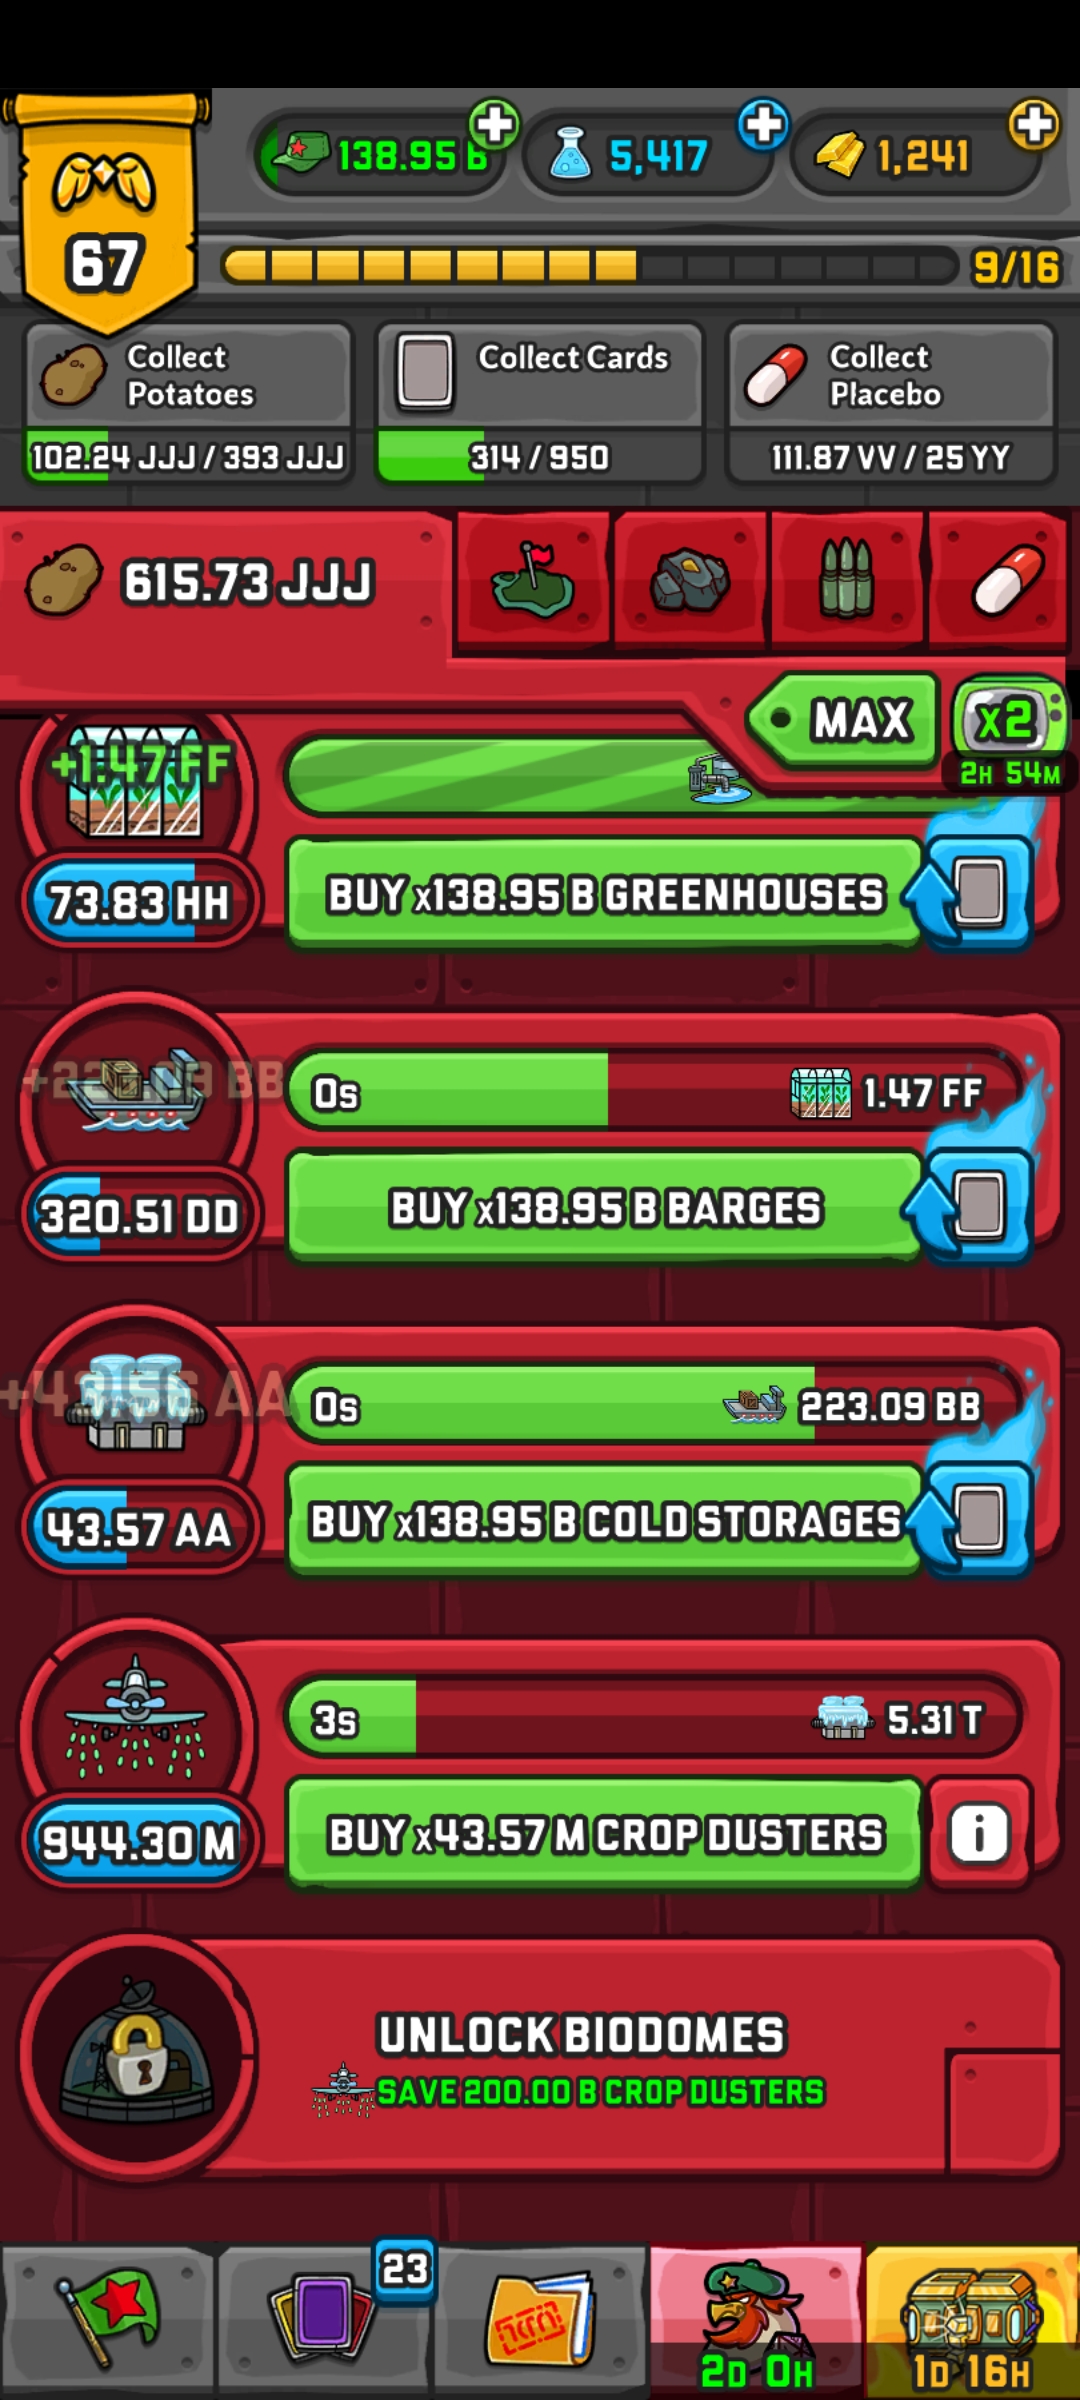 138.95 B
5,417
1,241
67
9/16
Collect
Potatoes
102.24 JJJ / 393 JJJ
Collect Cards
314 / 950
Collect
Placebo
111.87 VV / 25 YY
615.73 JJJ
MAX
x2
2H 54M
+1.47 FF
73.83 HH
BUY x138.95 B GREENHOUSES
0s
1.47 FF
320.51 DD
BUY x138.95 B BARGES
+43.56 AA
0s
223.09 BB
43.57 AA
BUY x138.95 B COLD STORAGES
3s
5.31 T
944.30 M
BUY x43.57 M CROP DUSTERS
i
UNLOCK BIODOMES
SAVE 200.00 B CROP DUSTERS
23
2D 0H
1D 16H